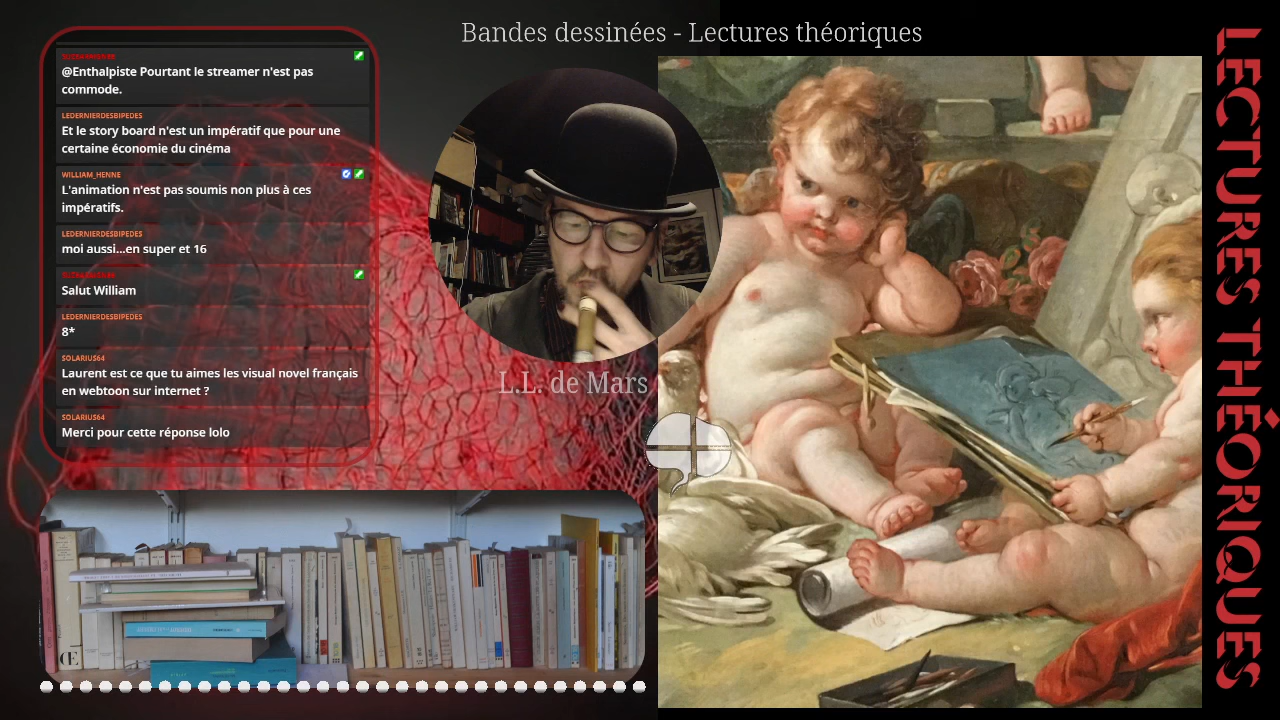 Bandes dessinées - Lectures théoriques
@Enthalpiste Pourtant le streamer n'est pas
commode.
LEDERNIERDESBIPEDES
Et le story board n'est un impératif que pour une
certaine économie du cinéma
WILLIAM_HENNE
L'animation n'est pas soumis non plus à ces
impératifs.
LEDERNIERDESBIPEDES
moi aussi...en super et 16
Salut William
LEDERNIERDESBIPEDES
8*
SOLARIUS64
Laurent est ce que tu aimes les visual novel français
en webtoon sur internet ?
SOLARIUS64
Merci pour cette réponse lolo
L.L. de Mars
LECTURES THÉORIQUES
Œ